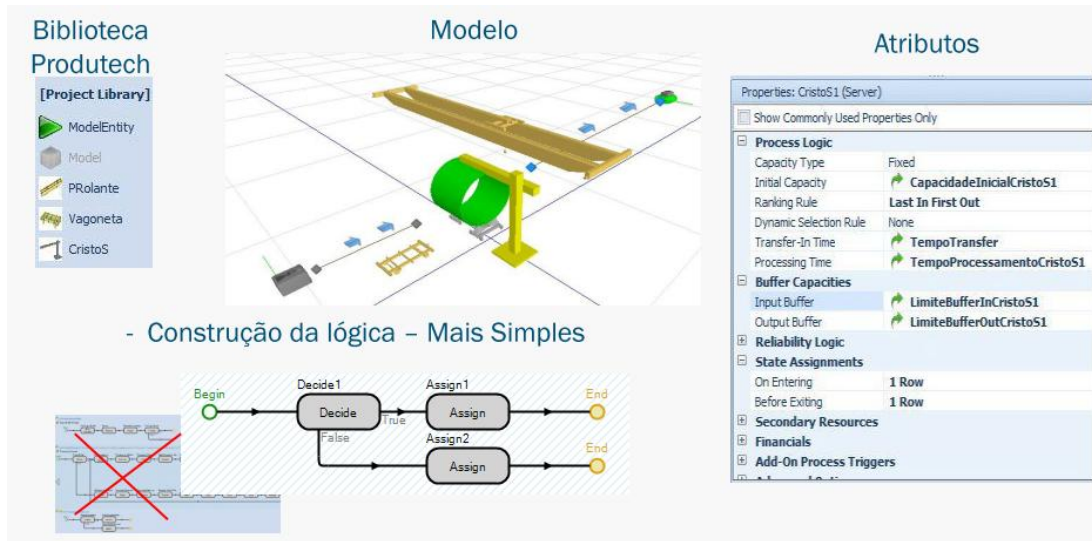 Biblioteca
Produtech
[Project Library]
ModelEntity
Model
PRolante
Vagoneta
CristoS
Modelo
Atributos
Properties: CristoS1 (Server)
Show Commonly Used Properties Only
Process Logic
Capacity Type Fixed
Initial Capacity CapacidadeInicialCristoS1
Ranking Rule Last In First Out
Dynamic Selection Rule None
Transfer-In Time TempoTransfer
Processing Time TempoProcessamentoCristoS1
Buffer Capacities
Input Buffer LimiteBufferInCristoS1
Output Buffer LimiteBufferOutCristoS1
Reliability Logic
State Assignments
On Entering 1 Row
Before Exiting 1 Row
Secondary Resources
Financials
Add-On Process Triggers
- Construção da lógica – Mais Simples
Begin
Decide1
Decide
True
False
Assign1
Assign
End
Assign2
Assign
End